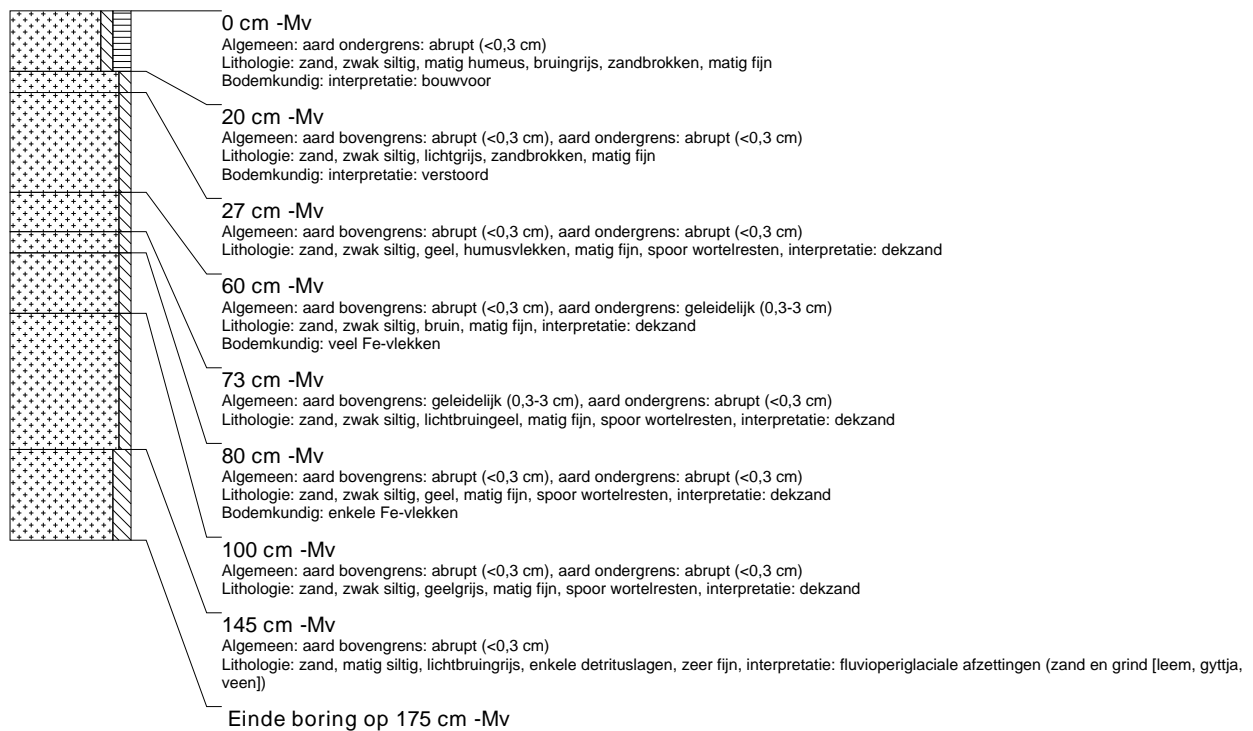 0 cm -Mv
Algemeen: aard ondergrens: abrupt (<0,3 cm)
Lithologie: zand, zwak siltig, matig humeus, bruingrijs, zandbrokken, matig fijn
Bodemkundig: interpretatie: bouwvoor
20 cm -Mv
Algemeen: aard bovengrens: abrupt (<0,3 cm), aard ondergrens: abrupt (<0,3 cm)
Lithologie: zand, zwak siltig, lichtgrijs, zandbrokken, matig fijn
Bodemkundig: interpretatie: verstoord
27 cm -Mv
Algemeen: aard bovengrens: abrupt (<0,3 cm), aard ondergrens: abrupt (<0,3 cm)
Lithologie: zand, zwak siltig, geel, humusvlekken, matig fijn, spoor wortelresten, interpretatie: dekzand
60 cm -Mv
Algemeen: aard bovengrens: abrupt (<0,3 cm), aard ondergrens: geleidelijk (0,3-3 cm)
Lithologie: zand, zwak siltig, bruin, matig fijn, interpretatie: dekzand
Bodemkundig: veel Fe-vlekken
73 cm -Mv
Algemeen: aard bovengrens: geleidelijk (0,3-3 cm), aard ondergrens: abrupt (<0,3 cm)
Lithologie: zand, zwak siltig, lichtbruingeel, matig fijn, spoor wortelresten, interpretatie: dekzand
80 cm -Mv
Algemeen: aard bovengrens: abrupt (<0,3 cm), aard ondergrens: abrupt (<0,3 cm)
Lithologie: zand, zwak siltig, geel, matig fijn, spoor wortelresten, interpretatie: dekzand
Bodemkundig: enkele Fe-vlekken
100 cm -Mv
Algemeen: aard bovengrens: abrupt (<0,3 cm), aard ondergrens: abrupt (<0,3 cm)
Lithologie: zand, zwak siltig, geelgrijs, matig fijn, spoor wortelresten, interpretatie: dekzand
145 cm -Mv
Algemeen: aard bovengrens: abrupt (<0,3 cm)
Lithologie: zand, matig siltig, lichtbruingrijs, enkele detrituslagen, zeer fijn, interpretatie: fluvioperiglaciale afzettingen (zand en grind [leem, gyttja,
veen])
Einde boring op 175 cm -Mv